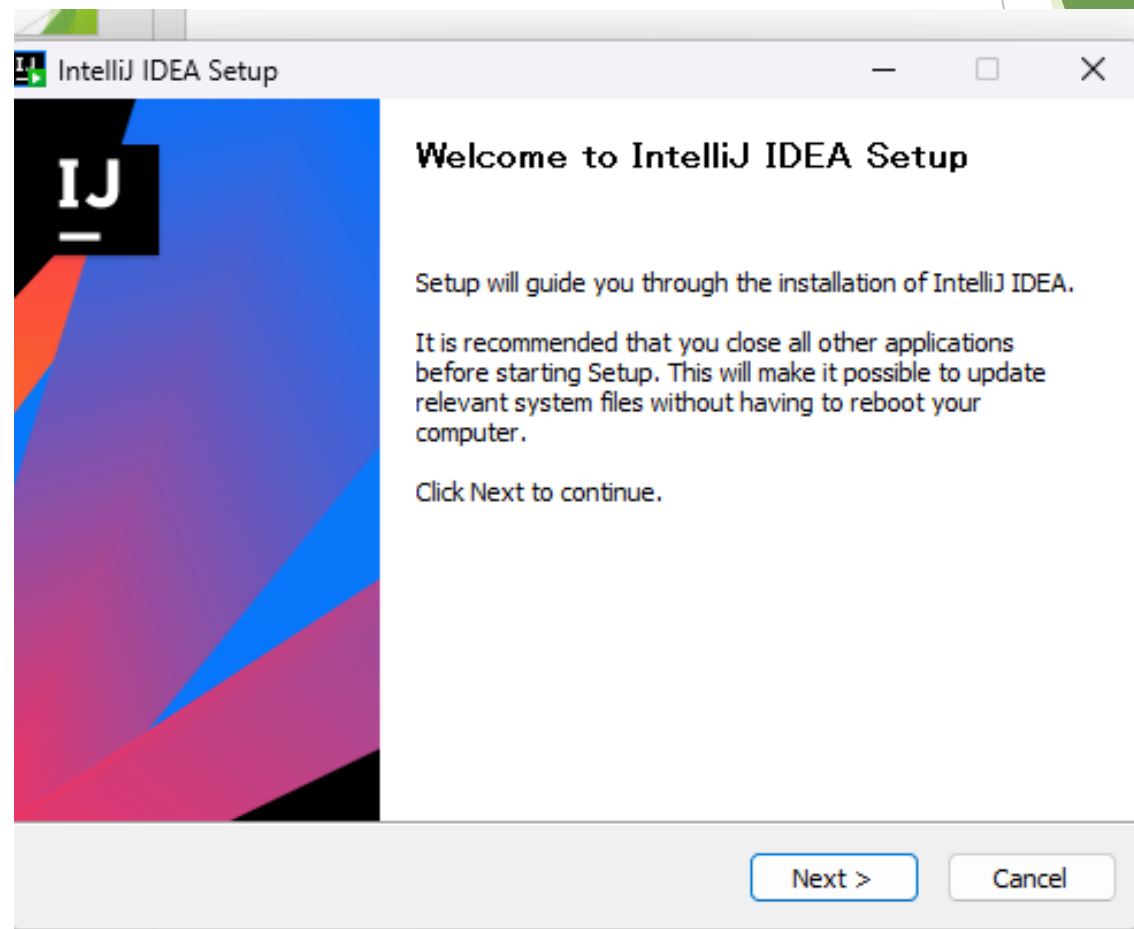 IntelliJ IDEA Setup
IJ
Welcome to IntelliJ IDEA Setup
Setup will guide you through the installation of IntelliJ IDEA.
It is recommended that you close all other applications
before starting Setup. This will make it possible to update
relevant system files without having to reboot your
computer.
Click Next to continue.
Next >
Cancel